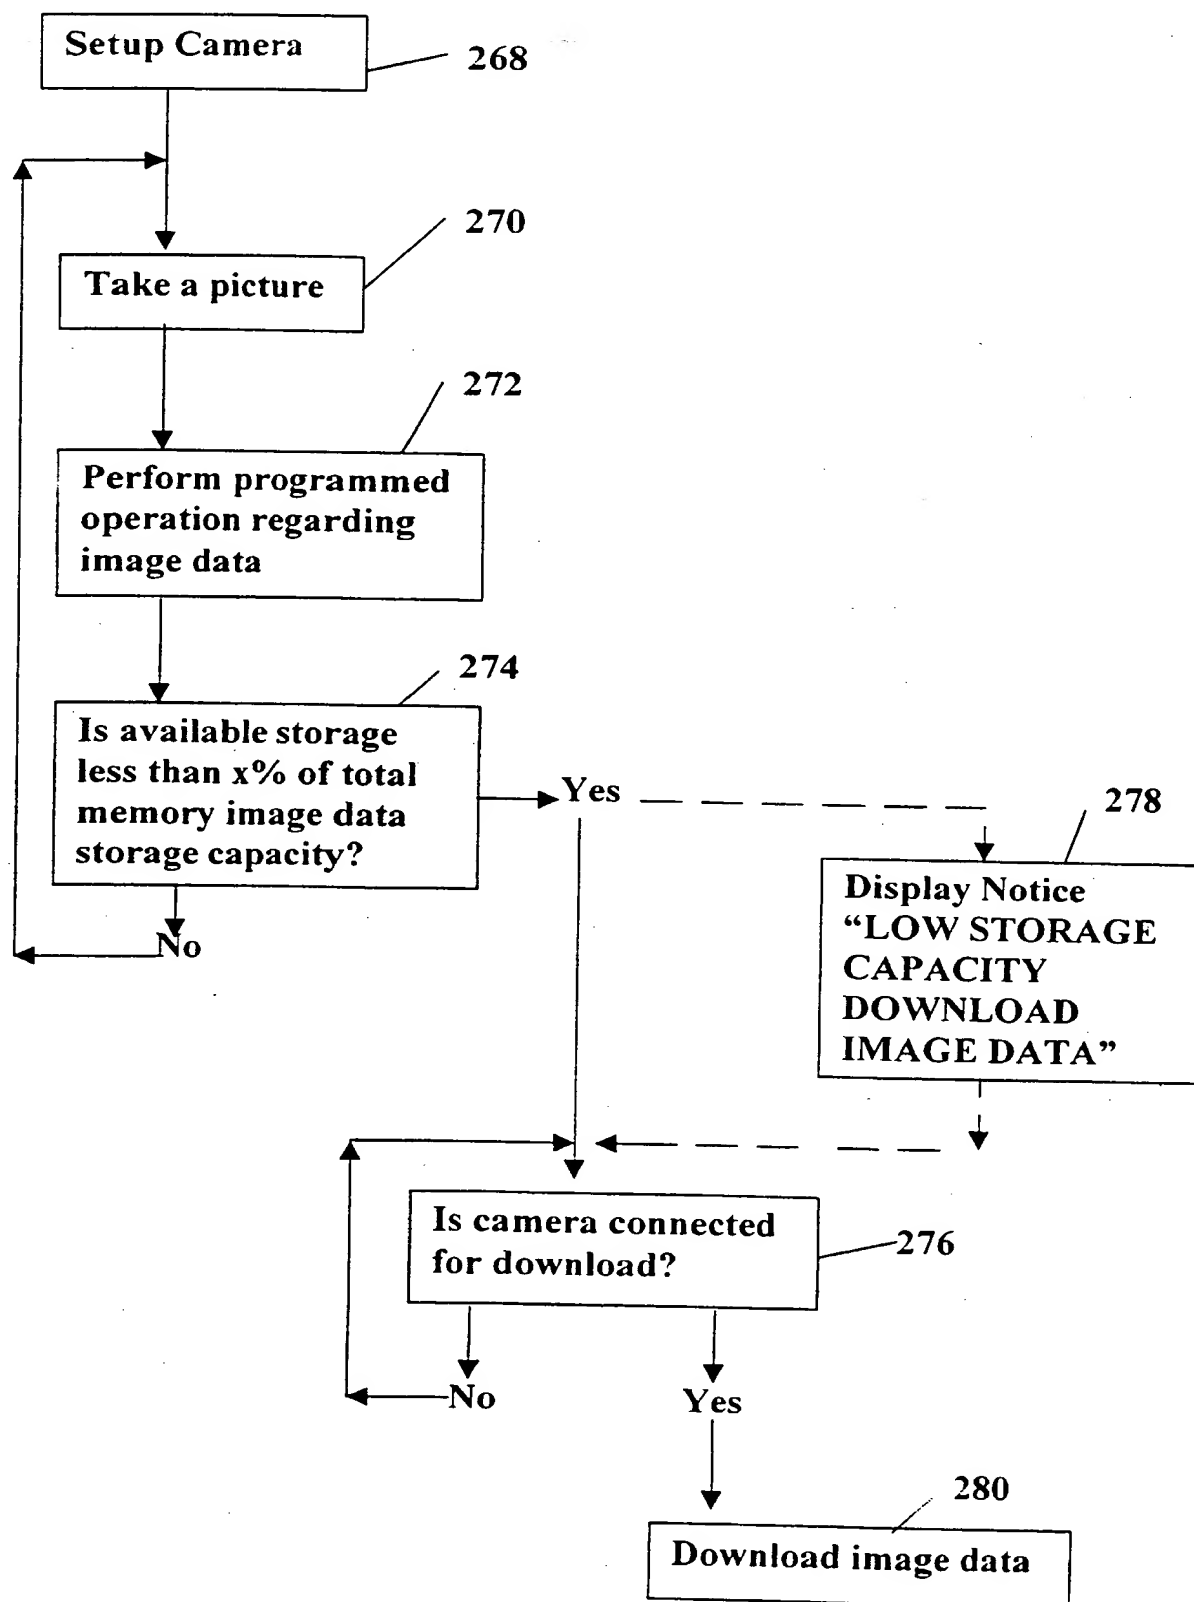 Setup Camera
268
270
Take a picture
272
Perform programmed
operation regarding
image data
274
Is available storage
less than x% of total
memory image data
storage capacity?
Yes
No
278
Display Notice
“LOW STORAGE
CAPACITY
DOWNLOAD
IMAGE DATA”
Is camera connected
for download?
276
No
Yes
280
Download image data